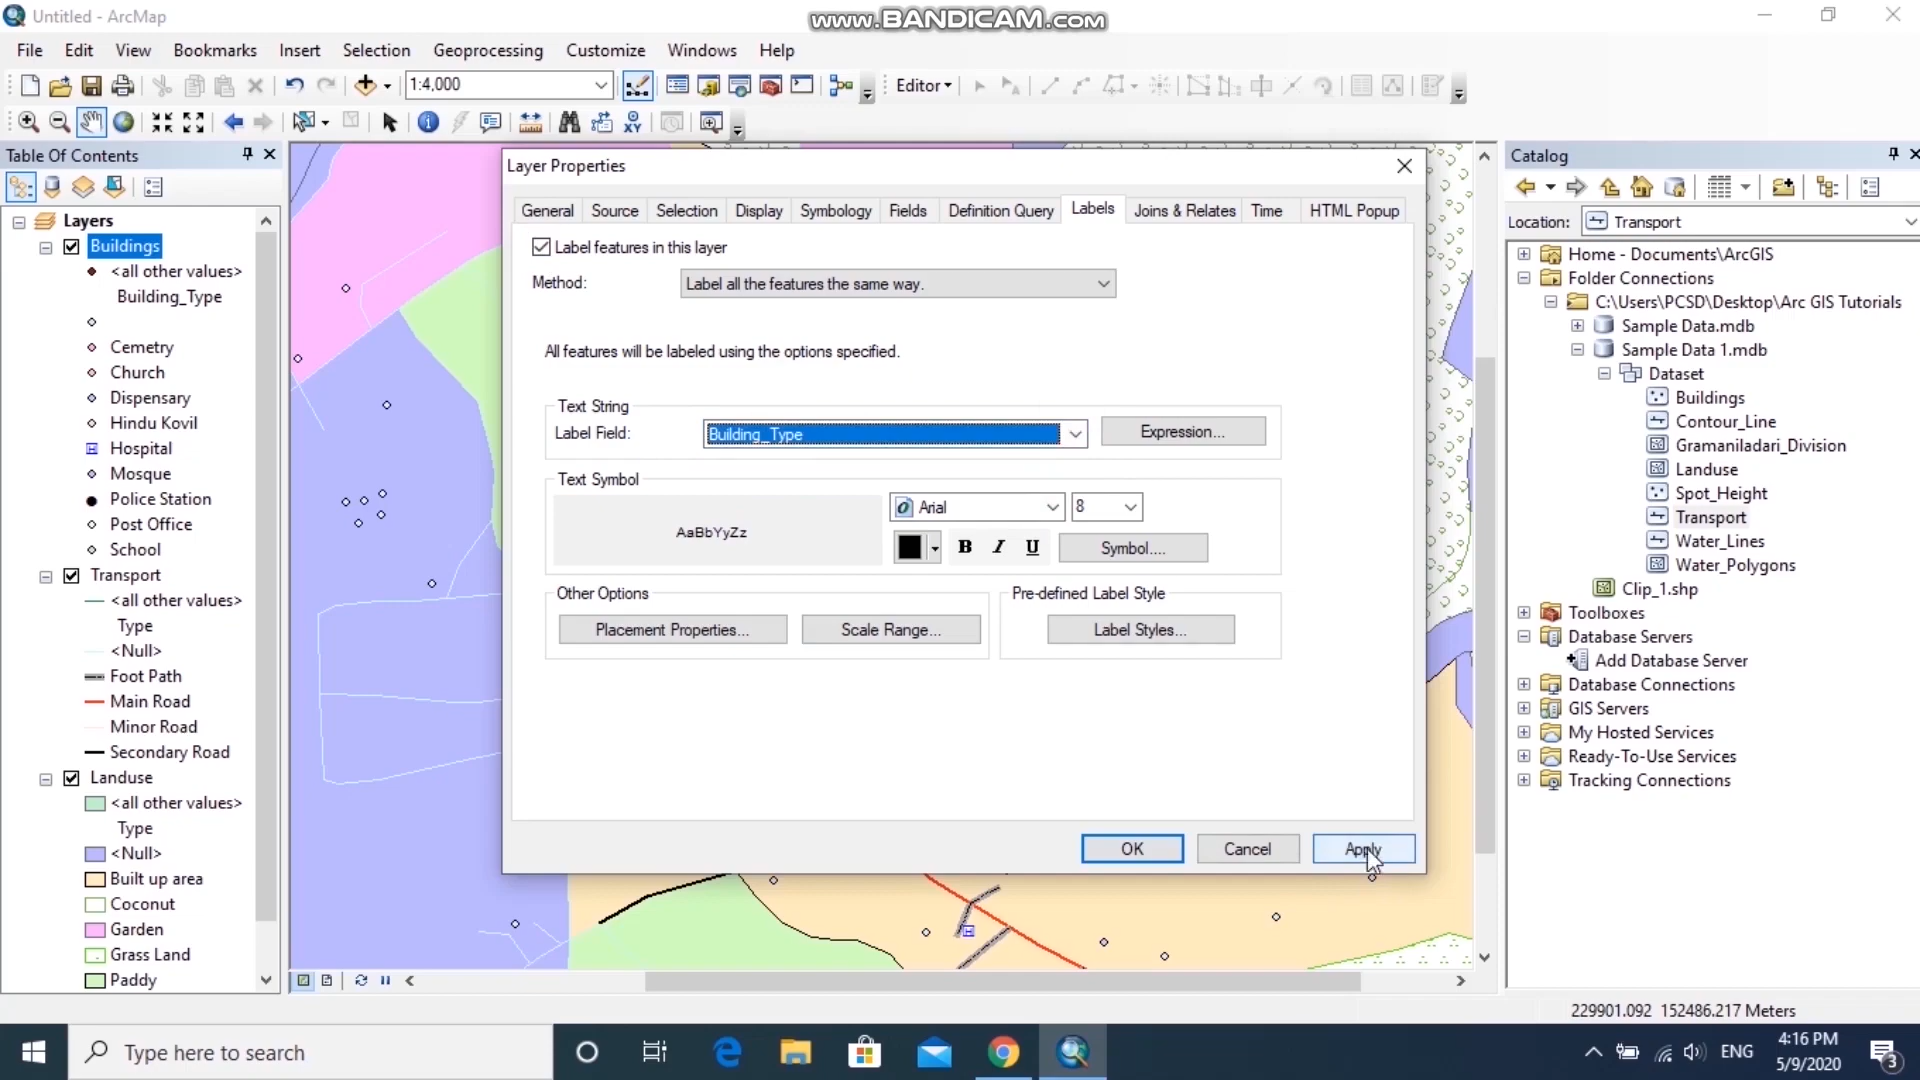 Untitled - ArcMap
www.BANDICAM.com
File Edit View Bookmarks Insert Selection Geoprocessing Customize Windows Help
1:4,000
Editor
Table Of Contents
Layers
Buildings
<all other values>
Building_Type
Cemetry
Church
Dispensary
Hindu Kovil
Hospital
Mosque
Police Station
Post Office
School
Transport
<all other values>
Type
<Null>
Foot Path
Main Road
Minor Road
Secondary Road
Landuse
<all other values>
Type
<Null>
Built up area
Coconut
Garden
Grass Land
Paddy
Layer Properties
General Source Selection Display Symbology Fields Definition Query Labels Joins & Relates Time HTML Popup
Label features in this layer
Method: Label all the features the same way.
All features will be labeled using the options specified.
Text String
Label Field: Building_Type Expression...
Text Symbol
AaBbYyZz
Arial 8
B I U Symbol....
Other Options
Placement Properties... Scale Range...
Pre-defined Label Style
Label Styles...
OK Cancel Apply
Catalog
Location: Transport
Home - Documents\ArcGIS
Folder Connections
C:\Users\PCSD\Desktop\Arc GIS Tutorials
Sample Data.mdb
Sample Data 1.mdb
Dataset
Buildings
Contour_Line
Gramaniladari_Division
Landuse
Spot_Height
Transport
Water_Lines
Water_Polygons
Clip_1.shp
Toolboxes
Database Servers
Add Database Server
Database Connections
GIS Servers
My Hosted Services
Ready-To-Use Services
Tracking Connections
229901.092 152486.217 Meters
Type here to search
ENG
4:16 PM
5/9/2020
3